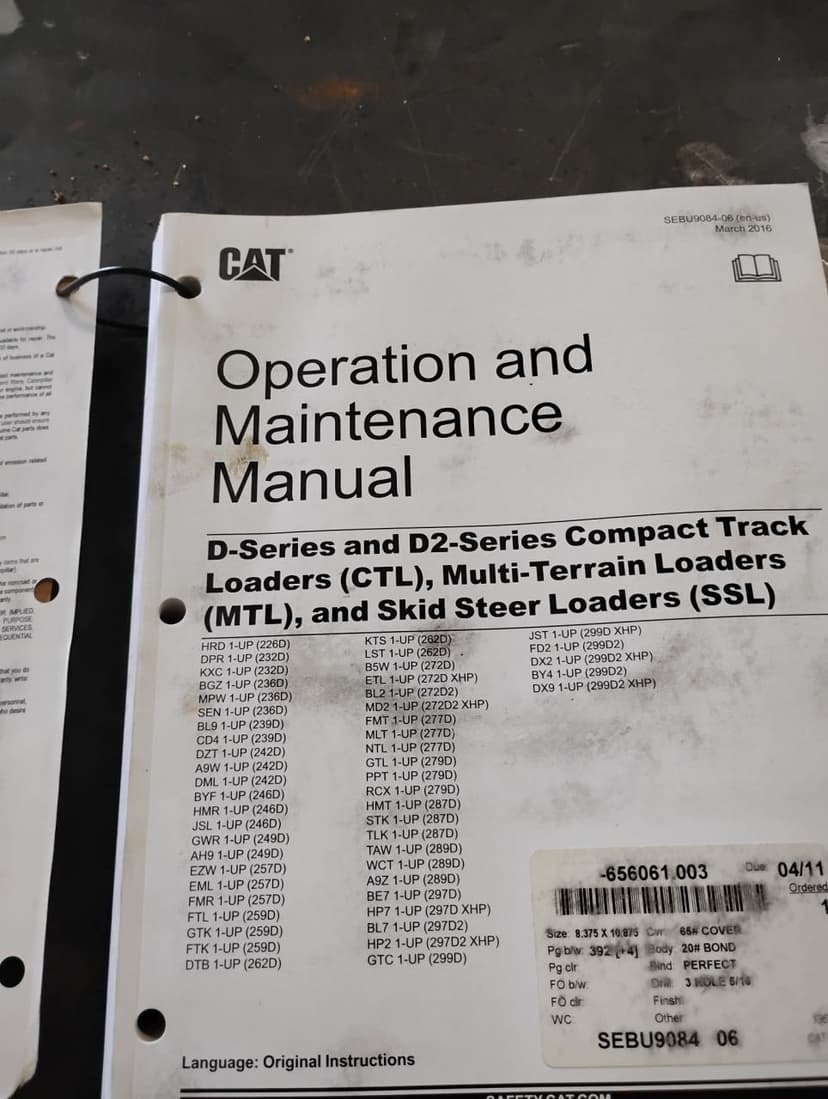 SEBU9084-06 (en-us)
March 2016
CAT®
Operation and
Maintenance
Manual
D-Series and D2-Series Compact Track
Loaders (CTL), Multi-Terrain Loaders
(MTL), and Skid Steer Loaders (SSL)
HRD 1-UP (226D)
DPR 1-UP (232D)
KXC 1-UP (232D)
BGZ 1-UP (236D)
MPW 1-UP (236D)
SEN 1-UP (236D)
BL9 1-UP (239D)
CD4 1-UP (239D)
DZT 1-UP (242D)
A9W 1-UP (242D)
DML 1-UP (242D)
BYF 1-UP (246D)
HMR 1-UP (246D)
JSL 1-UP (246D)
GWR 1-UP (249D)
AH9 1-UP (249D)
EZW 1-UP (257D)
EML 1-UP (257D)
FMR 1-UP (257D)
FTL 1-UP (259D)
GTK 1-UP (259D)
FTK 1-UP (259D)
DTB 1-UP (262D)
KTS 1-UP (262D)
LST 1-UP (262D)
B5W 1-UP (272D)
ETL 1-UP (272D XHP)
BL2 1-UP (272D2)
MD2 1-UP (272D2 XHP)
FMT 1-UP (277D)
MLT 1-UP (277D)
NTL 1-UP (277D)
GTL 1-UP (279D)
PPT 1-UP (279D)
RCX 1-UP (279D)
HMT 1-UP (287D)
STK 1-UP (287D)
TLK 1-UP (287D)
TAW 1-UP (289D)
WCT 1-UP (289D)
A9Z 1-UP (289D)
BE7 1-UP (297D)
HP7 1-UP (297D XHP)
BL7 1-UP (297D2)
HP2 1-UP (297D2 XHP)
GTC 1-UP (299D)
JST 1-UP (299D XHP)
FD2 1-UP (299D2)
DX2 1-UP (299D2 XHP)
BY4 1-UP (299D2)
DX9 1-UP (299D2 XHP)
-656061.003 Due: 04/11
Ordered
Size: 8.375 X 10.875 Cvr: 65# COVER
Pg b/w: 392 [+4] Body: 20# BOND
Pg clr: Bind: PERFECT
FO b/w: Drill: 3 HOLE 5/16
FO clr: Finsh:
WC: Other
SEBU9084 06
Language: Original Instructions
SAFETY.CAT.COM